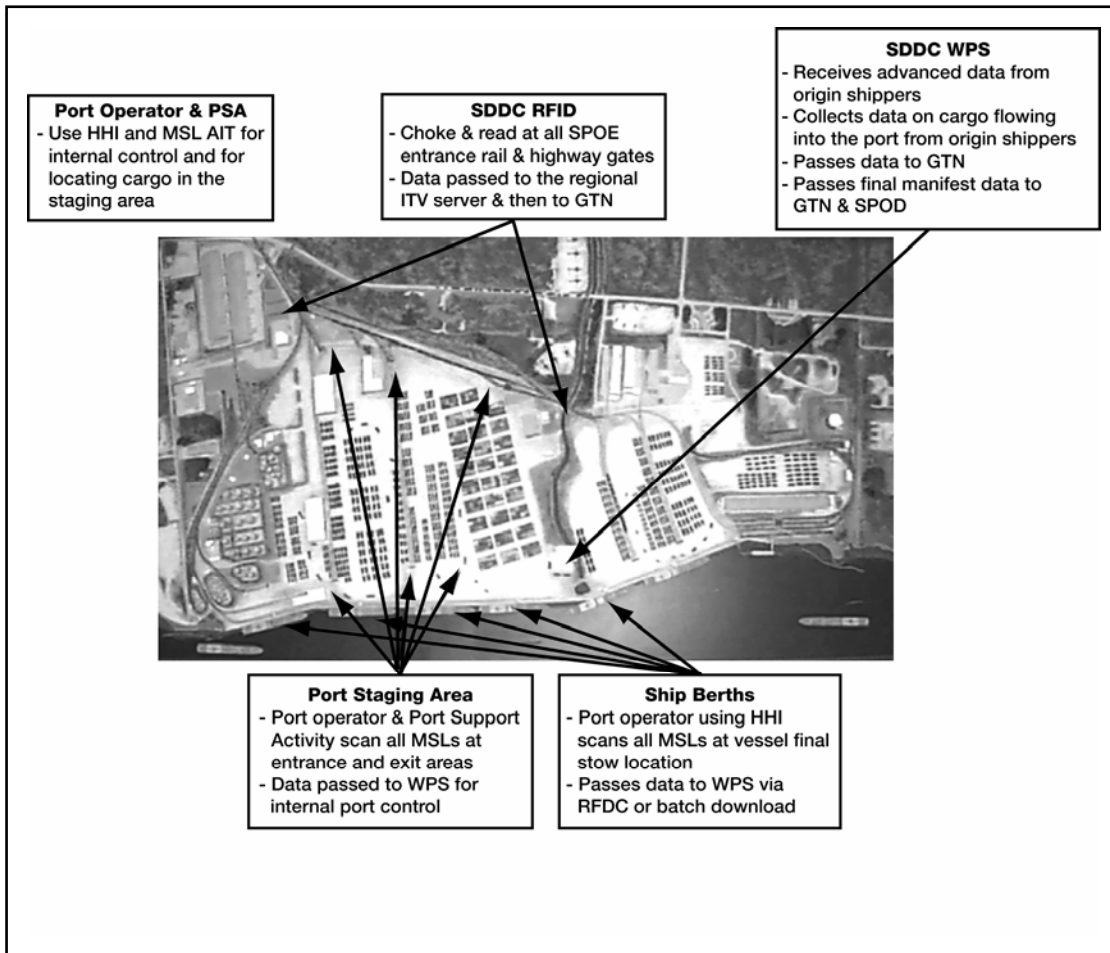 Port Operator & PSA
- Use HHI and MSL AIT for
internal control and for
locating cargo in the
staging area
SDDC RFID
- Choke & read at all SPOE
entrance rail & highway gates
- Data passed to the regional
ITV server & then to GTN
SDDC WPS
- Receives advanced data from
origin shippers
- Collects data on cargo flowing
into the port from origin shippers
- Passes data to GTN
- Passes final manifest data to
GTN & SPOD
Port Staging Area
- Port operator & Port Support
Activity scan all MSLs at
entrance and exit areas
- Data passed to WPS for
internal port control
Ship Berths
- Port operator using HHI
scans all MSLs at vessel final
stow location
- Passes data to WPS via
RFDC or batch download